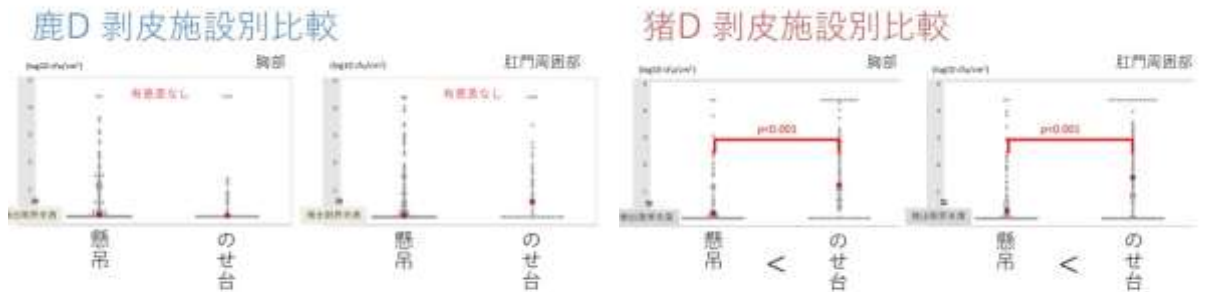 鹿D 剥皮施設別比較
胸部
有意差なし
懸吊
のせ台
肛門周囲部
有意差なし
懸吊
のせ台
猪D 剥皮施設別比較
胸部
p<0.001
懸吊
<
のせ台
肛門周囲部
p<0.001
懸吊
<
のせ台